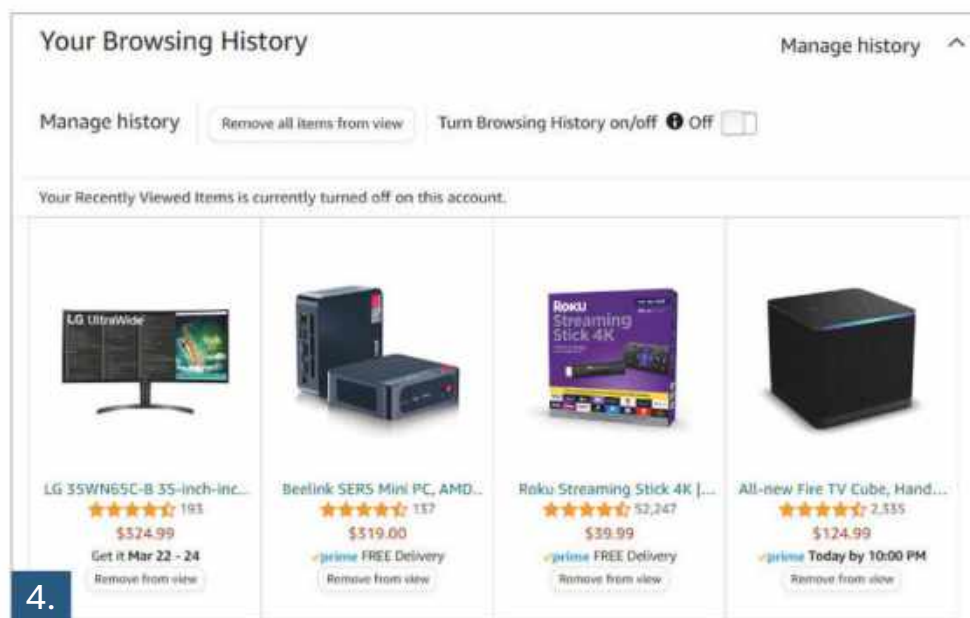 Your Browsing History
Manage history
Manage history
Remove all items from view
Turn Browsing History on/off
Off
Your Recently Viewed Items is currently turned off on this account.
LG UltraWide
ROKU
Streaming
Stick 4K
LG 35WN65C-B 35-inch-inc...
193
$324.99
Get it Mar 22 - 24
Remove from view
Beelink SER5 Mini PC, AMD...
137
$319.00
prime FREE Delivery
Remove from view
Roku Streaming Stick 4K |...
52,247
$39.99
prime FREE Delivery
Remove from view
All-new Fire TV Cube, Hand...
2,335
$124.99
prime Today by 10:00 PM
Remove from view
4.